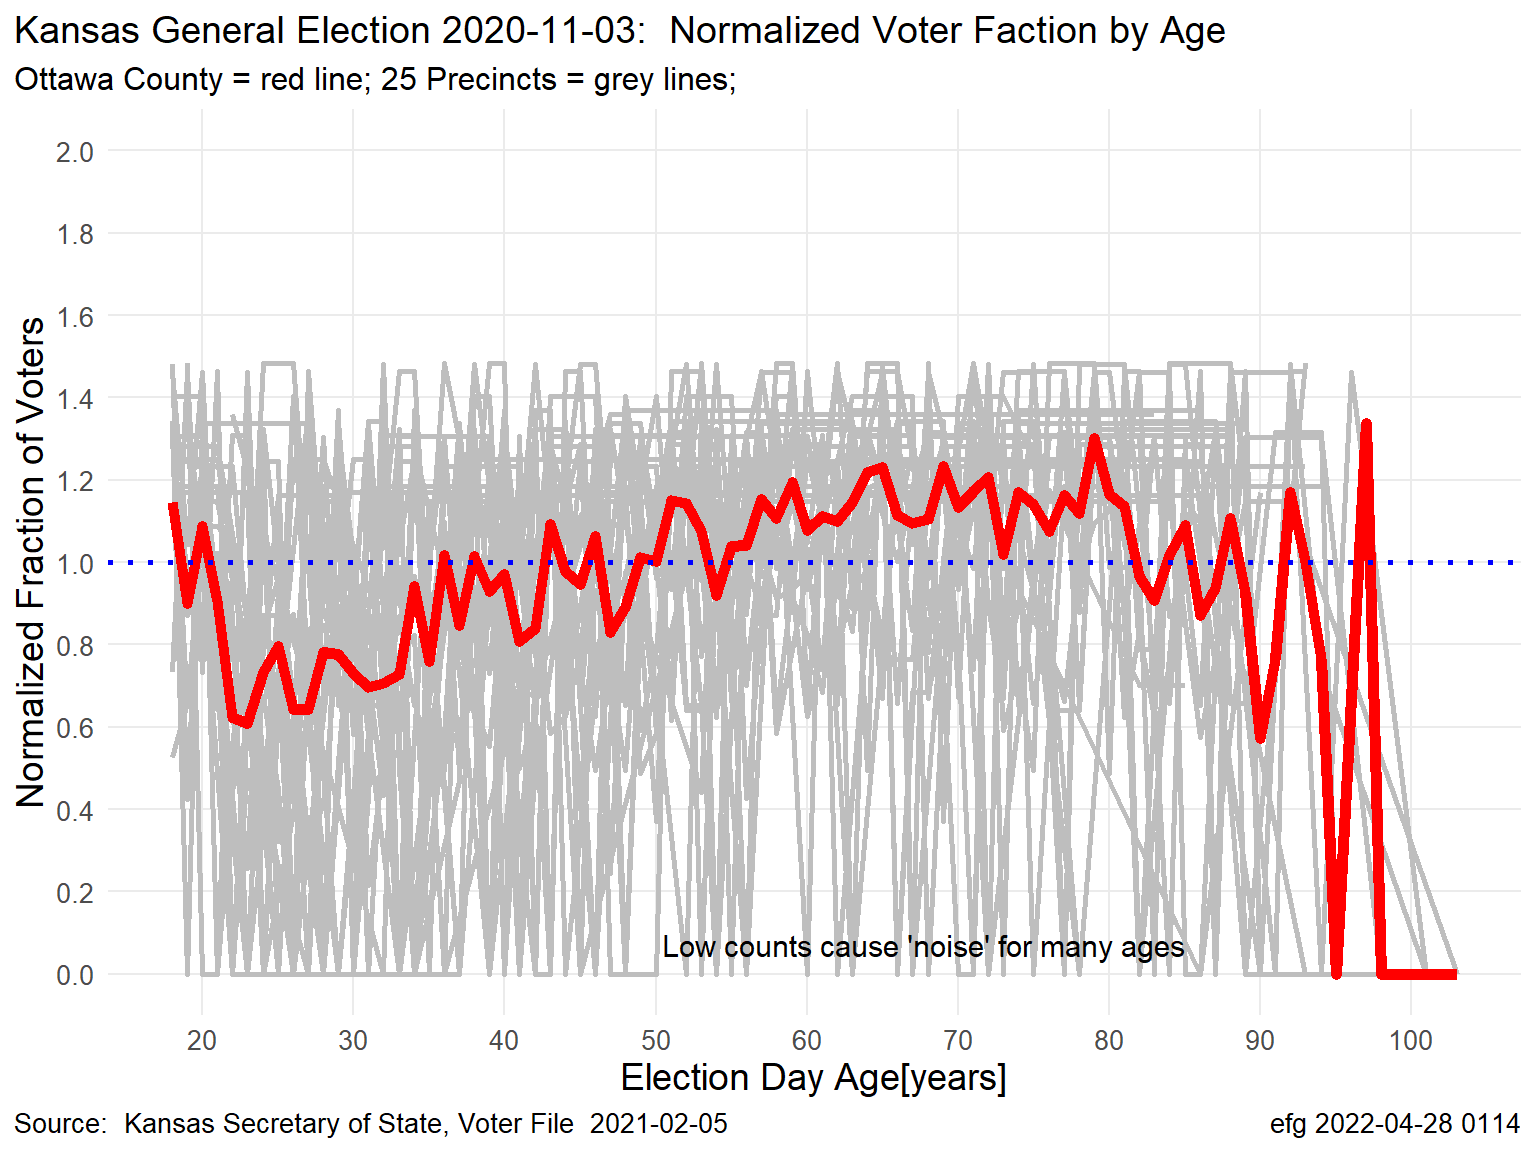 Kansas General Election 2020-11-03:  Normalized Voter Faction by Age
Ottawa County = red line; 25 Precincts = grey lines;
Normalized Fraction of Voters
2.0
1.8
1.6
1.4
1.2
1.0
0.8
0.6
0.4
0.2
0.0
Low counts cause 'noise' for many ages
20 30 40 50 60 70 80 90 100
Election Day Age[years]
Source:  Kansas Secretary of State, Voter File  2021-02-05
efg 2022-04-28 0114